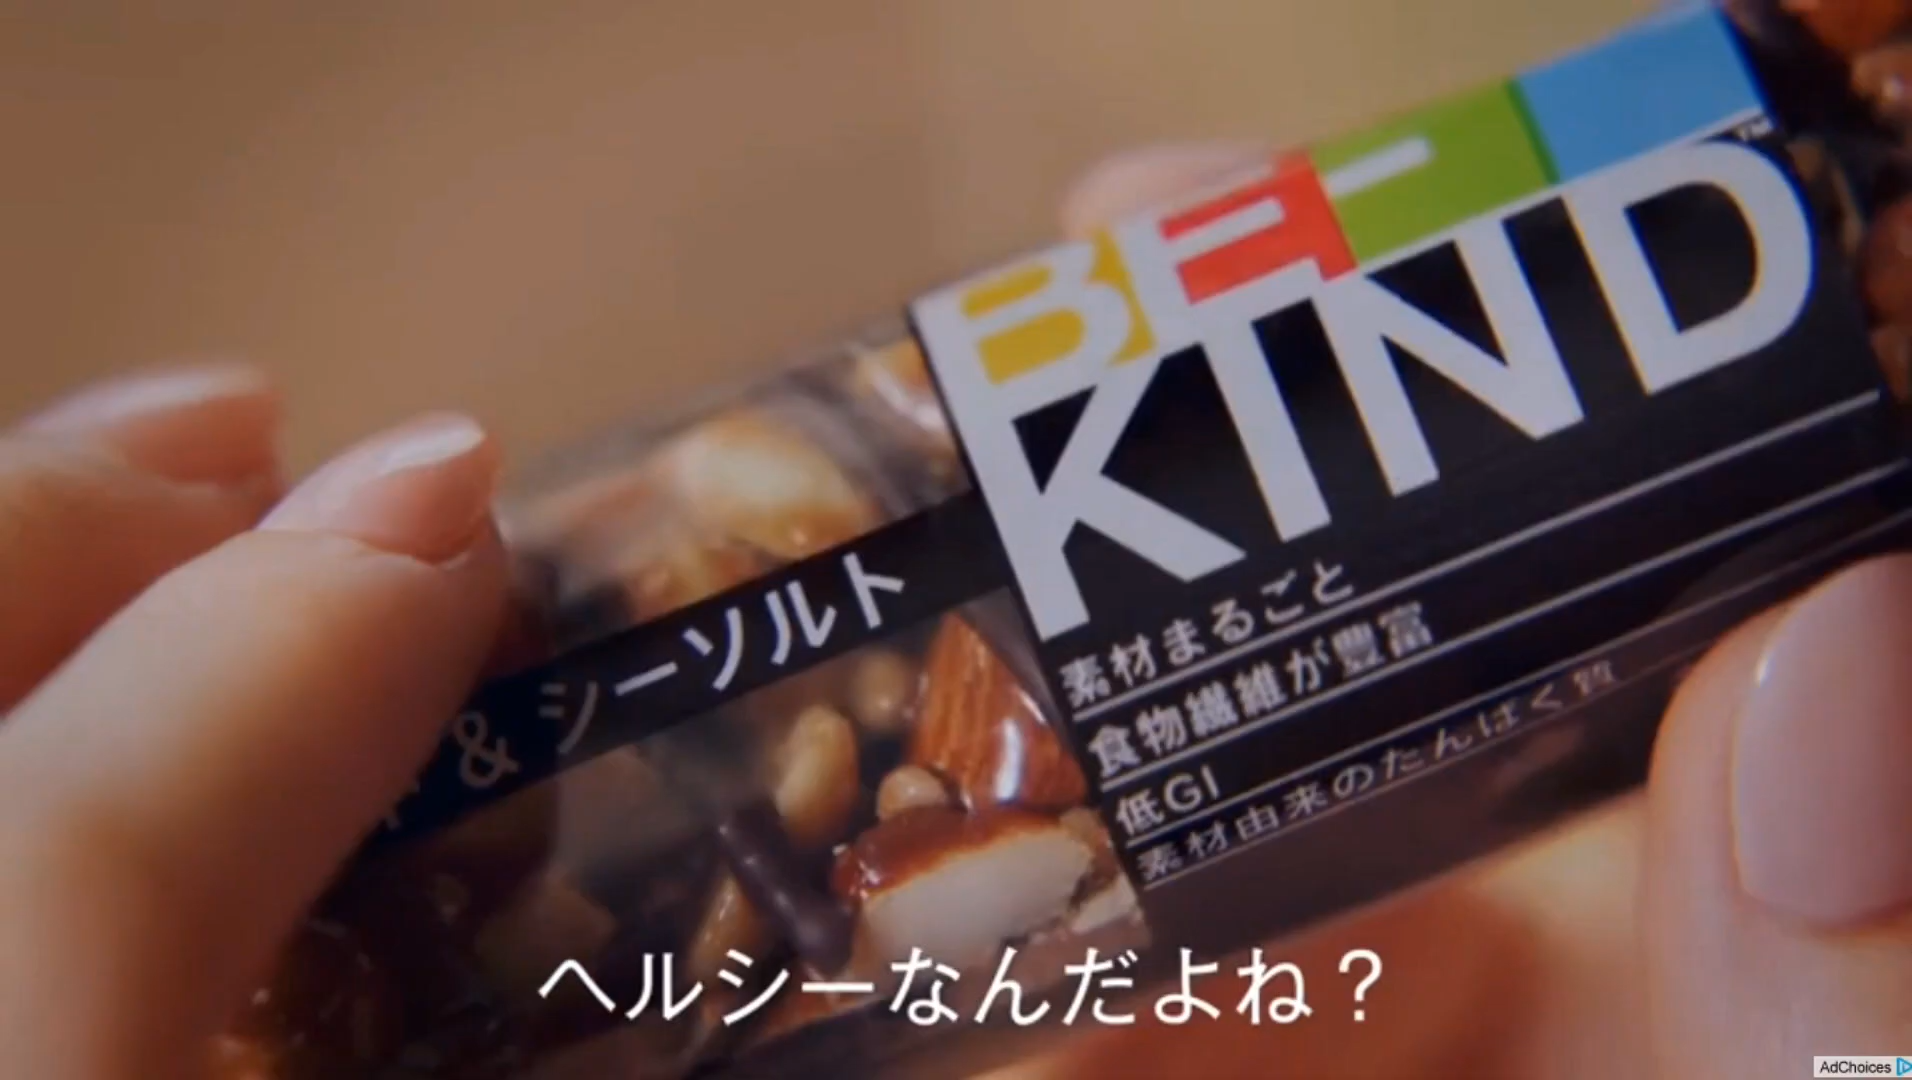 BE
KIND™
& シーソルト
素材まるごと
食物繊維が豊富
低GI
素材由来のたんぱく質
ヘルシーなんだよね？
AdChoices